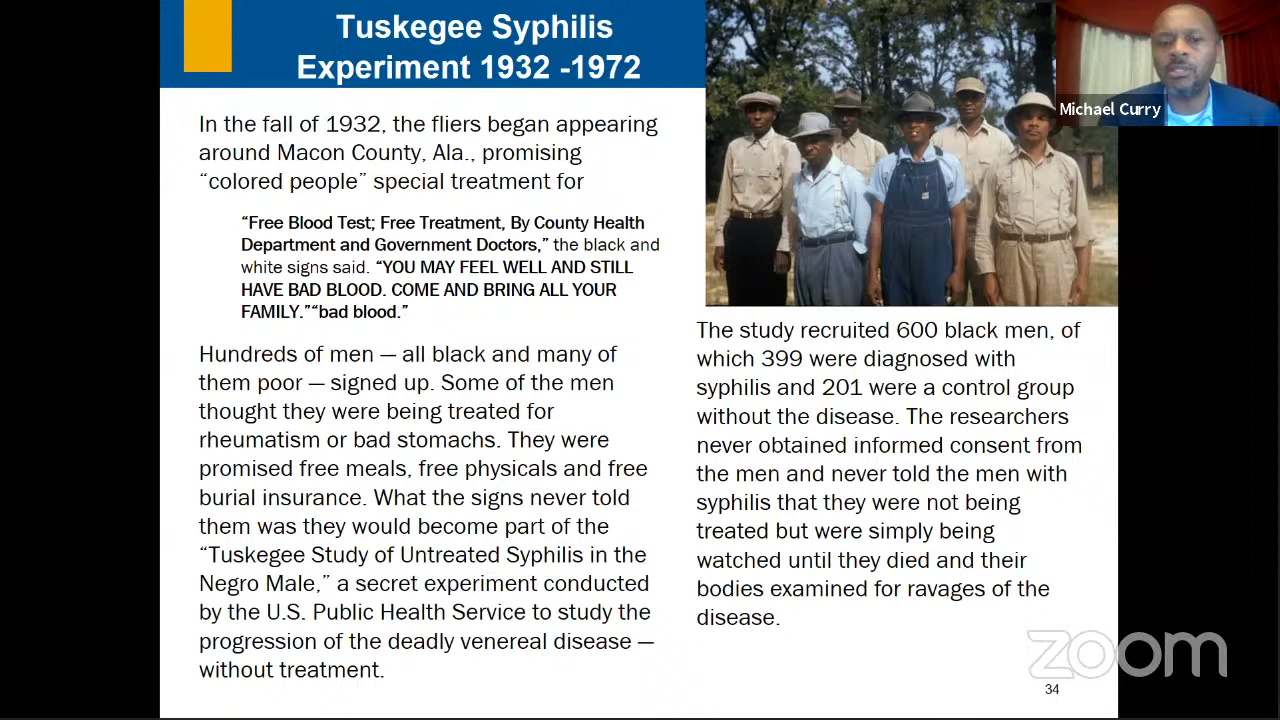 Tuskegee Syphilis
Experiment 1932 -1972
In the fall of 1932, the fliers began appearing
around Macon County, Ala., promising
“colored people” special treatment for
“Free Blood Test; Free Treatment, By County Health
Department and Government Doctors,” the black and
white signs said. “YOU MAY FEEL WELL AND STILL
HAVE BAD BLOOD. COME AND BRING ALL YOUR
FAMILY.”“bad blood.”
Hundreds of men — all black and many of
them poor — signed up. Some of the men
thought they were being treated for
rheumatism or bad stomachs. They were
promised free meals, free physicals and free
burial insurance. What the signs never told
them was they would become part of the
“Tuskegee Study of Untreated Syphilis in the
Negro Male,” a secret experiment conducted
by the U.S. Public Health Service to study the
progression of the deadly venereal disease —
without treatment.
Michael Curry
The study recruited 600 black men, of
which 399 were diagnosed with
syphilis and 201 were a control group
without the disease. The researchers
never obtained informed consent from
the men and never told the men with
syphilis that they were not being
treated but were simply being
watched until they died and their
bodies examined for ravages of the
disease.
zoom
34